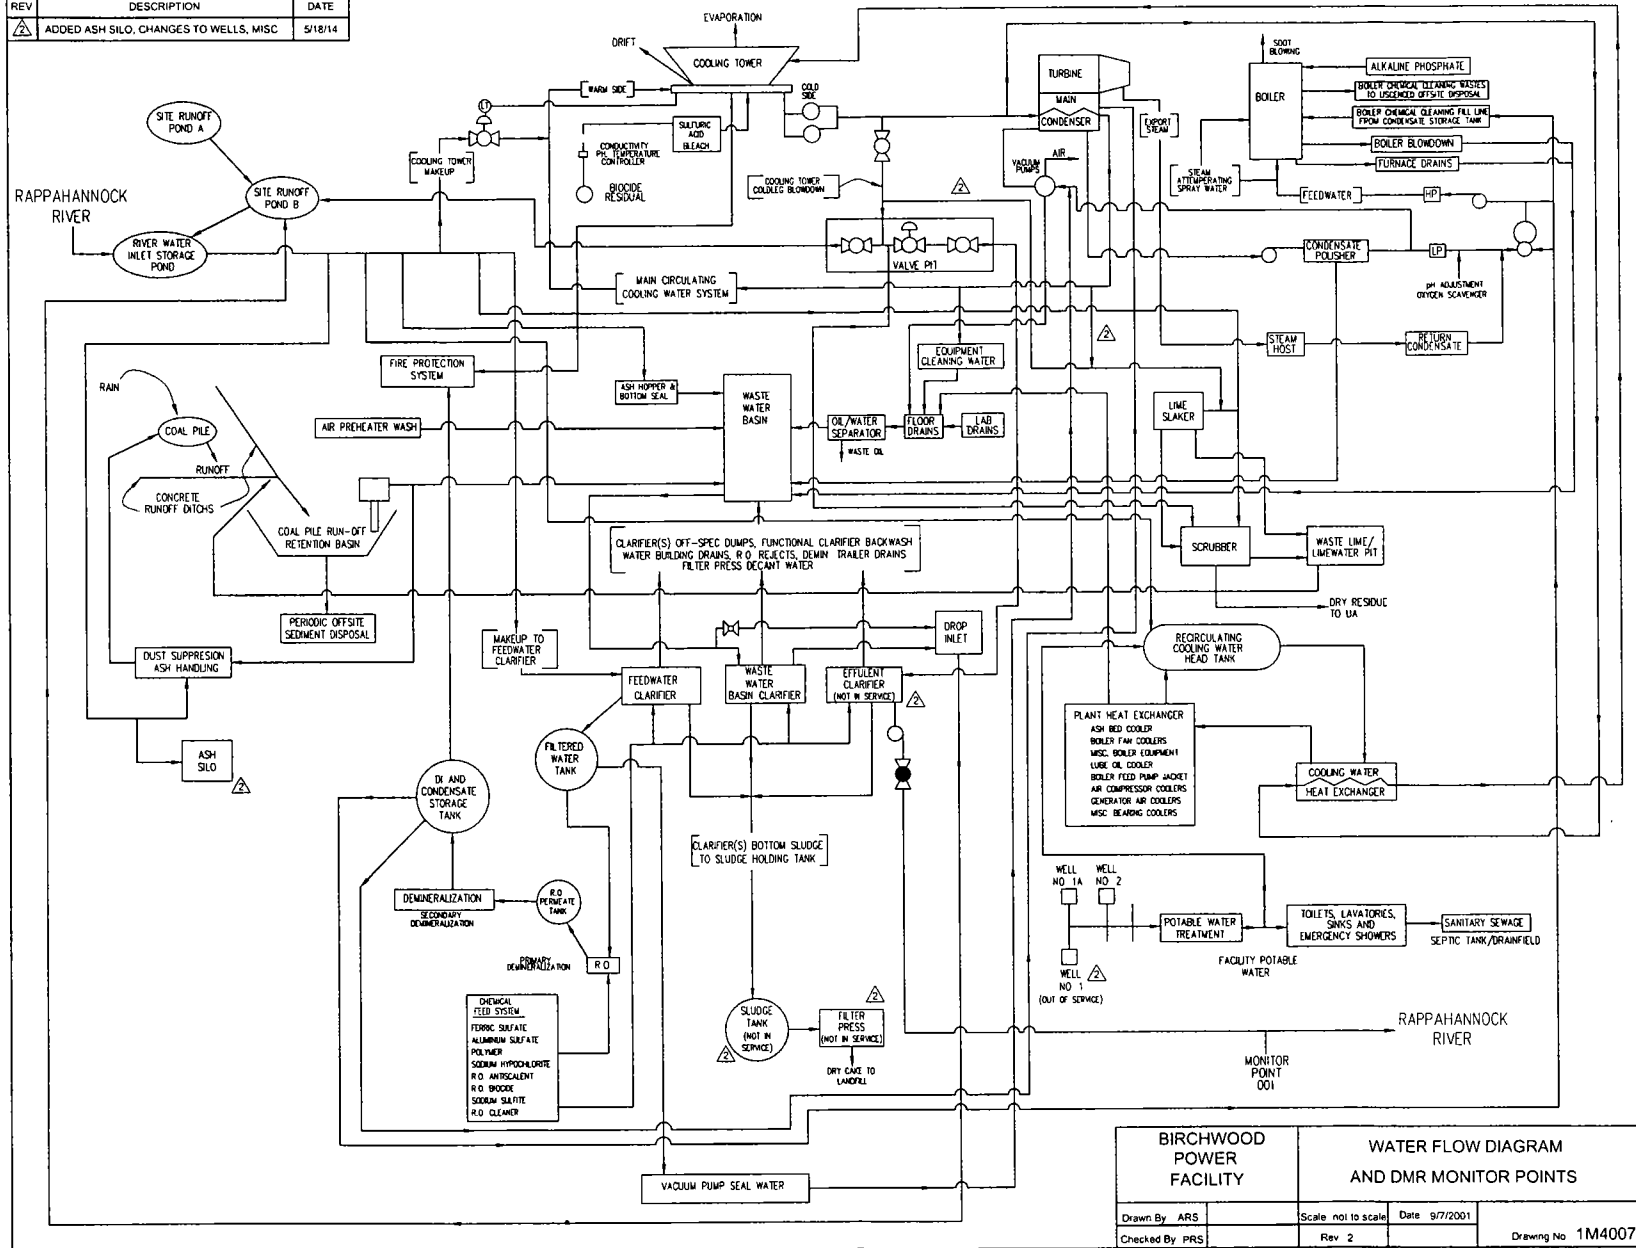 REV DESCRIPTION DATE
2 ADDED ASH SILO, CHANGES TO WELLS, MISC 5/18/14
EVAPORATION
DRIFT
COOLING TOWER
WARM SIDE
COLD
SIDE
LT
SULFURIC
ACID
BLEACH
CONDUCTIVITY
PH, TEMPERATURE
CONTROLLER
BIOCIDE
RESIDUAL
COOLING TOWER
MAKEUP
COOLING TOWER
COLDLEG BLOWDOWN
2
VALVE PIT
MAIN CIRCULATING
COOLING WATER SYSTEM
TURBINE
MAIN
CONDENSER
VACUUM
PUMPS
AIR
EXPORT
STEAM
SOOT
BLOWING
BOILER
ALKALINE PHOSPHATE
BOILER CHEMICAL CLEANING WASTES
TO LISCENCED OFFSITE DISPOSAL
BOILER CHEMICAL CLEANING FILL LINE
FROM CONDENSATE STORAGE TANK
BOILER BLOWDOWN
FURNACE DRAINS
STEAM
ATTEMPERATING
SPRAY WATER
FEEDWATER
HP
CONDENSATE
POLISHER
LP
pH ADJUSTMENT
OXYGEN SCAVENGER
STEAM
HOST
RETURN
CONDENSATE
SITE RUNOFF
POND A
SITE RUNOFF
POND B
RAPPAHANNOCK
RIVER
RIVER WATER
INLET STORAGE
POND
FIRE PROTECTION
SYSTEM
ASH HOPPER &
BOTTOM SEAL
WASTE
WATER
BASIN
AIR PREHEATER WASH
EQUIPMENT
CLEANING WATER
2
OIL/WATER
SEPARATOR
FLOOR
DRAINS
LAB
DRAINS
WASTE OIL
LIME
SLAKER
RAIN
COAL PILE
RUNOFF
CONCRETE
RUNOFF DITCHS
COAL PILE RUN-OFF
RETENTION BASIN
PERIODIC OFFSITE
SEDIMENT DISPOSAL
DUST SUPPRESION
ASH HANDLING
ASH
SILO
2
CLARIFIER(S) OFF-SPEC DUMPS, FUNCTIONAL CLARIFIER BACKWASH
WATER BUILDING DRAINS, R O REJECTS, DEMIN TRAILER DRAINS
FILTER PRESS DECANT WATER
SCRUBBER
WASTE LIME/
LIMEWATER PIT
DRY RESIDUE
TO UA
MAKEUP TO
FEEDWATER
CLARIFIER
FEEDWATER
CLARIFIER
WASTE
WATER
BASIN CLARIFIER
EFFULENT
CLARIFIER
(NOT IN SERVICE)
2
DROP
INLET
RECIRCULATING
COOLING WATER
HEAD TANK
PLANT HEAT EXCHANGER
ASH BED COOLER
BOILER FAN COOLERS
MISC. BOILER EQUIPMENT
LUBE OIL COOLER
BOILER FEED PUMP JACKET
AIR COMPRESSOR COOLERS
GENERATOR AIR COOLERS
MISC BEARING COOLERS
COOLING WATER
HEAT EXCHANGER
FILTERED
WATER
TANK
DI AND
CONDENSATE
STORAGE
TANK
CLARIFIER(S) BOTTOM SLUDGE
TO SLUDGE HOLDING TANK
DEMINERALIZATION
SECONDARY
DEMINERALIZATION
R.O
PERMEATE
TANK
PRIMARY
DEMINERALIZATION
R O
CHEMICAL
FEED SYSTEM
FERRIC SULFATE
ALUMINUM SULFATE
POLYMER
SODIUM HYPOCHLORITE
R.O. ANTISCALENT
R.O. BIOCIDE
SODIUM SULFITE
R.O. CLEANER
WELL
NO 1A
WELL
NO 2
WELL
NO 1
(OUT OF SERVICE)
2
POTABLE WATER
TREATMENT
TOILETS, LAVATORIES,
SINKS AND
EMERGENCY SHOWERS
SANITARY SEWAGE
SEPTIC TANK/DRAINFIELD
FACILITY POTABLE
WATER
SLUDGE
TANK
(NOT IN
SERVICE)
2
FILTER
PRESS
(NOT IN SERVICE)
2
DRY CAKE TO
LANDFILL
RAPPAHANNOCK
RIVER
MONITOR
POINT
001
VACUUM PUMP SEAL WATER
BIRCHWOOD
POWER
FACILITY
WATER FLOW DIAGRAM
AND DMR MONITOR POINTS
Drawn By ARS
Scale not to scale
Date 9/7/2001
Checked By PRS
Rev 2
Drawing No 1M4007